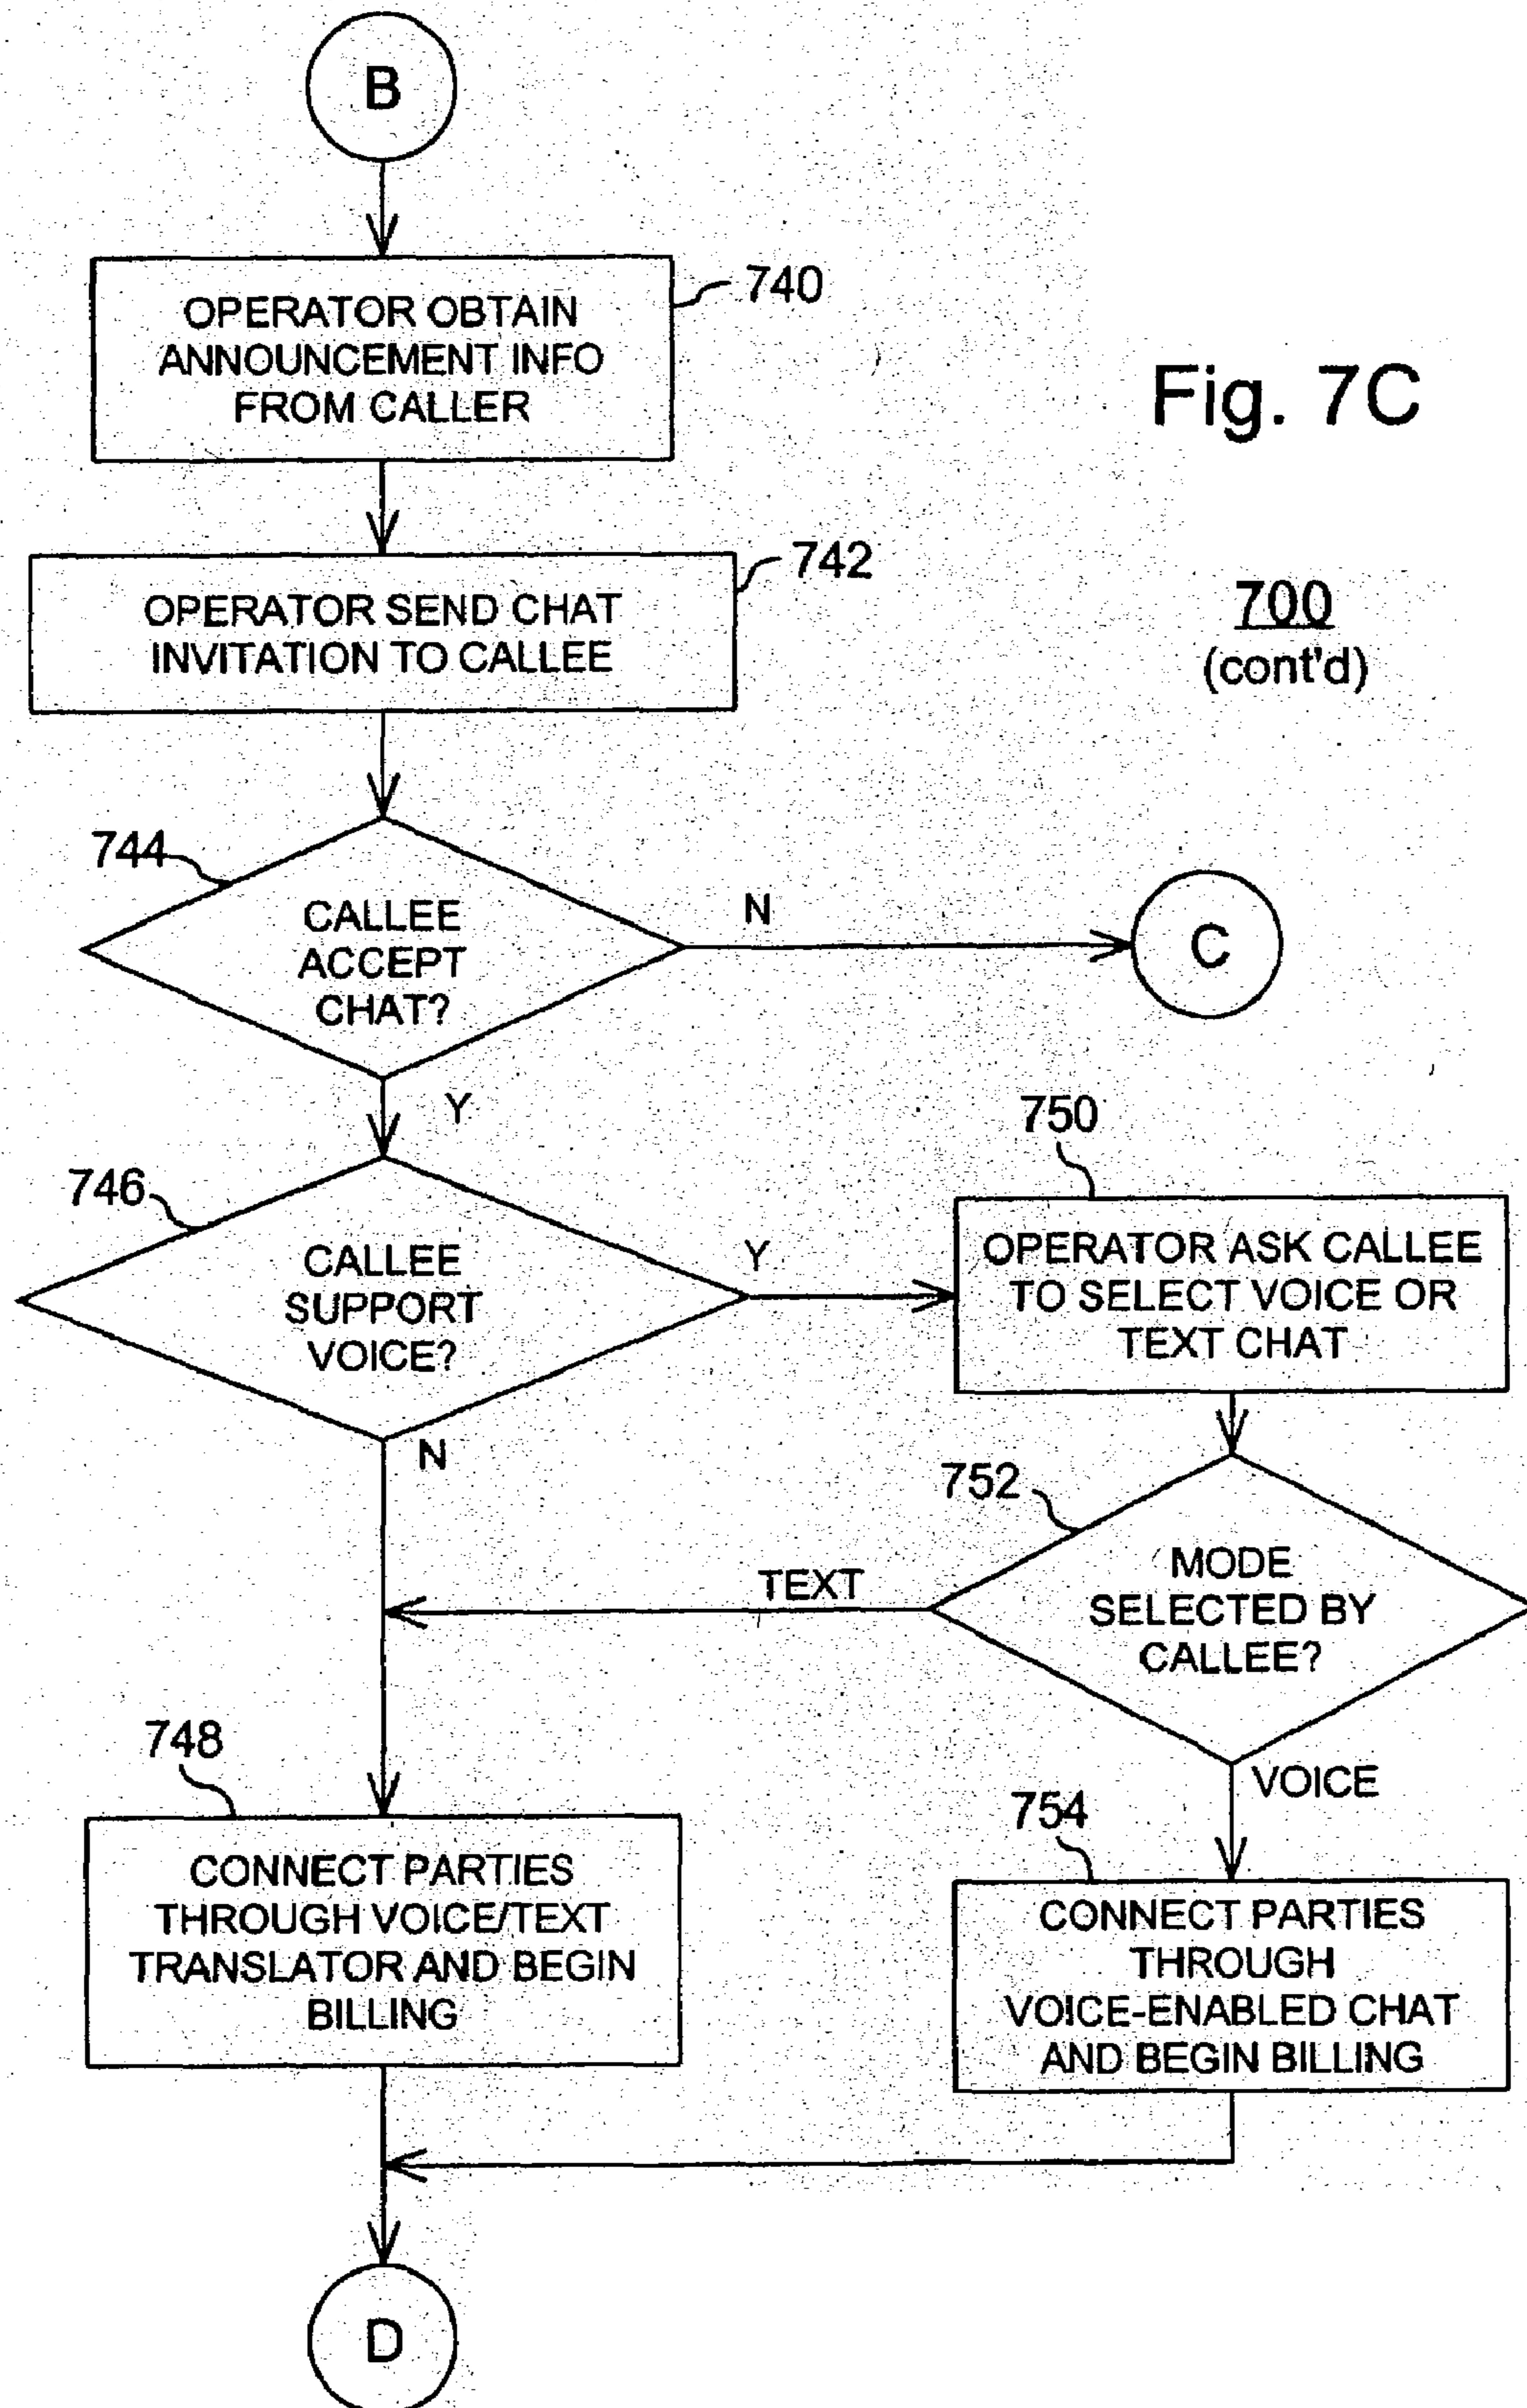 B
740
OPERATOR OBTAIN
ANNOUNCEMENT INFO
FROM CALLER
Fig. 7C
742
OPERATOR SEND CHAT
INVITATION TO CALLEE
700
(cont'd)
744
CALLEE
ACCEPT
CHAT?
N
C
Y
746
CALLEE
SUPPORT
VOICE?
Y
750
OPERATOR ASK CALLEE
TO SELECT VOICE OR
TEXT CHAT
N
752
MODE
SELECTED BY
CALLEE?
TEXT
VOICE
748
CONNECT PARTIES
THROUGH VOICE/TEXT
TRANSLATOR AND BEGIN
BILLING
754
CONNECT PARTIES
THROUGH
VOICE-ENABLED CHAT
AND BEGIN BILLING
D